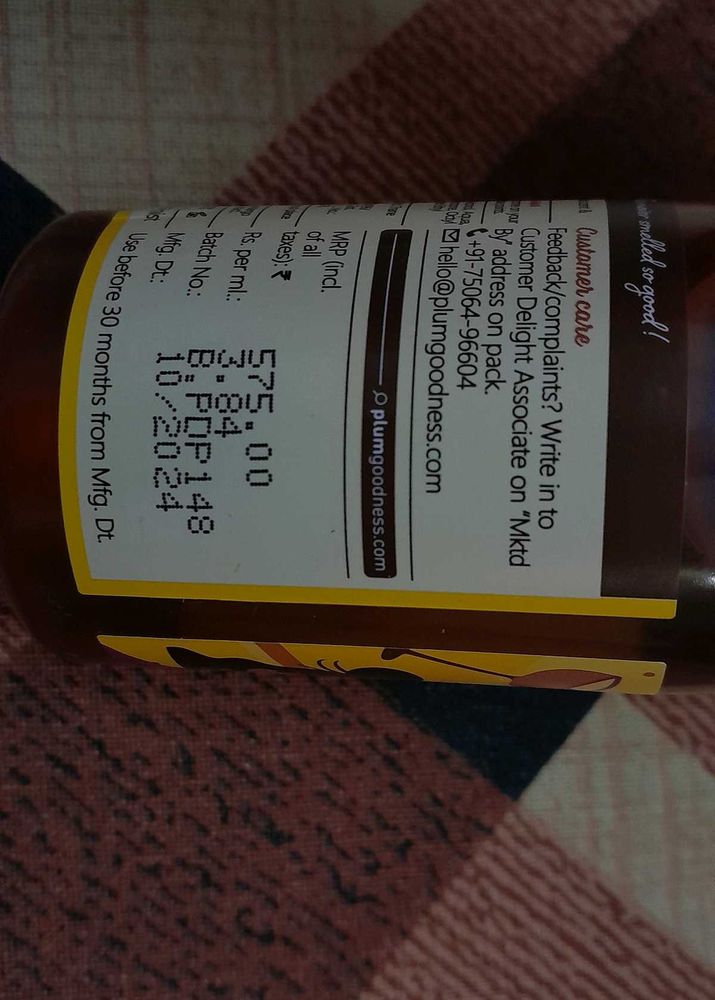 smelled so good!
Customer care
Feedback/complaints? Write in to
Customer Delight Associate on "Mktd
By" address on pack.
+91-75064-96604
hello@plumgoodness.com
plumgoodness.com
MRP (incl.
of all
taxes): ₹ 575.00
Rs. per ml.: 3.84
Batch No.: B.PDP148
Mfg. Dt.: 10/2024
Use before 30 months from Mfg. Dt.